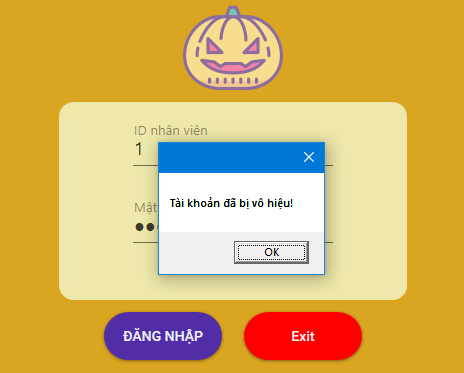 ID nhân viên
1
Tài khoản đã bị vô hiệu!
Mật
OK
ĐĂNG NHẬP
Exit